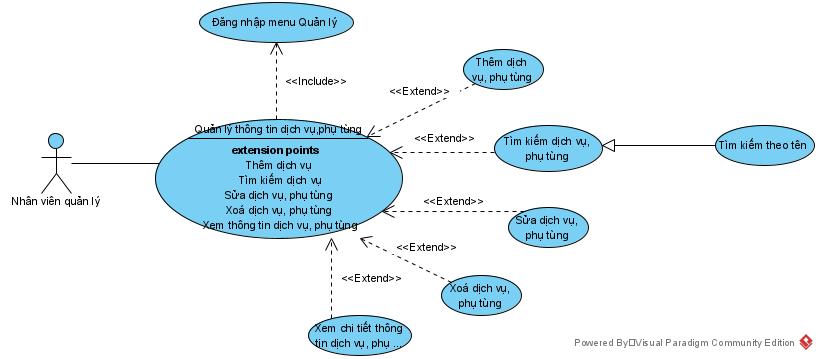 Đăng nhập menu Quản lý
<<Include>>
Thêm dịch
vụ, phụ tùng
<<Extend>>
Quản lý thông tin dịch vụ,phụ tùng
extension points
Thêm dịch vụ
Tìm kiếm dịch vụ
Sửa dịch vụ, phụ tùng
Xoá dịch vụ, phụ tùng
Xem thông tin dịch vụ, phụ tùng
<<Extend>>
Tìm kiếm dịch vụ,
phụ tùng
Tìm kiếm theo tên
Nhân viên quản lý
<<Extend>>
Sửa dịch vụ,
phụ tùng
<<Extend>>
Xoá dịch vụ,
phụ tùng
<<Extend>>
Xem chi tiết thông
tin dịch vụ, phụ ...
Powered By□Visual Paradigm Community Edition